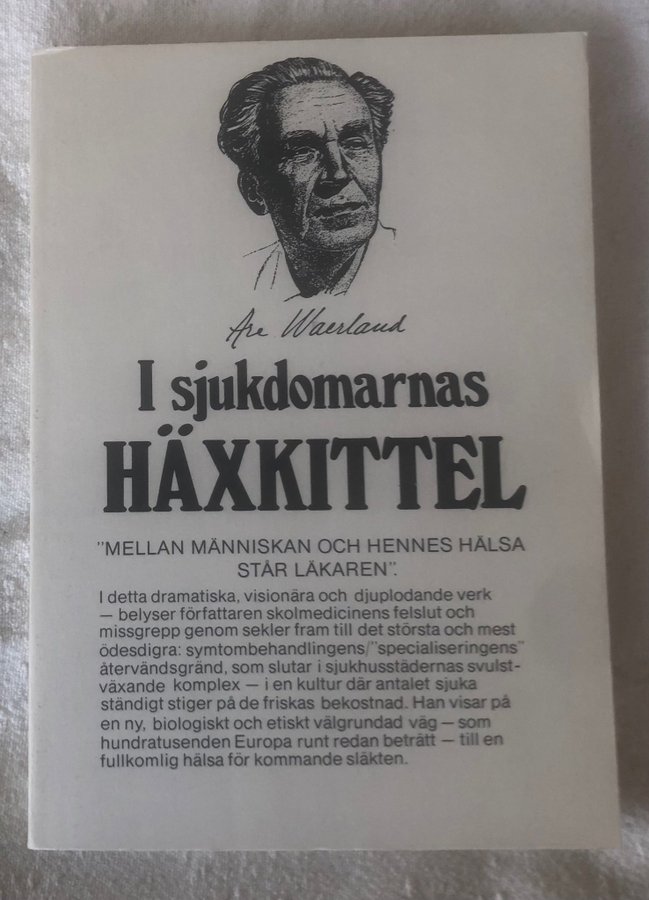 Are Waerland
I sjukdomarnas
HÄXKITTEL
"MELLAN MÄNNISKAN OCH HENNES HÄLSA
STÅR LÄKAREN".
I detta dramatiska, visionära och djuplodande verk
— belyser författaren skolmedicinens felslut och
missgrepp genom sekler fram till det största och mest
ödesdigra: symtombehandlingens/"specialiseringens"
återvändsgränd, som slutar i sjukhusstädernas svulst-
växande komplex — i en kultur där antalet sjuka
ständigt stiger på de friskas bekostnad. Han visar på
en ny, biologiskt och etiskt välgrundad väg — som
hundratusenden Europa runt redan beträtt — till en
fullkomlig hälsa för kommande släkten.